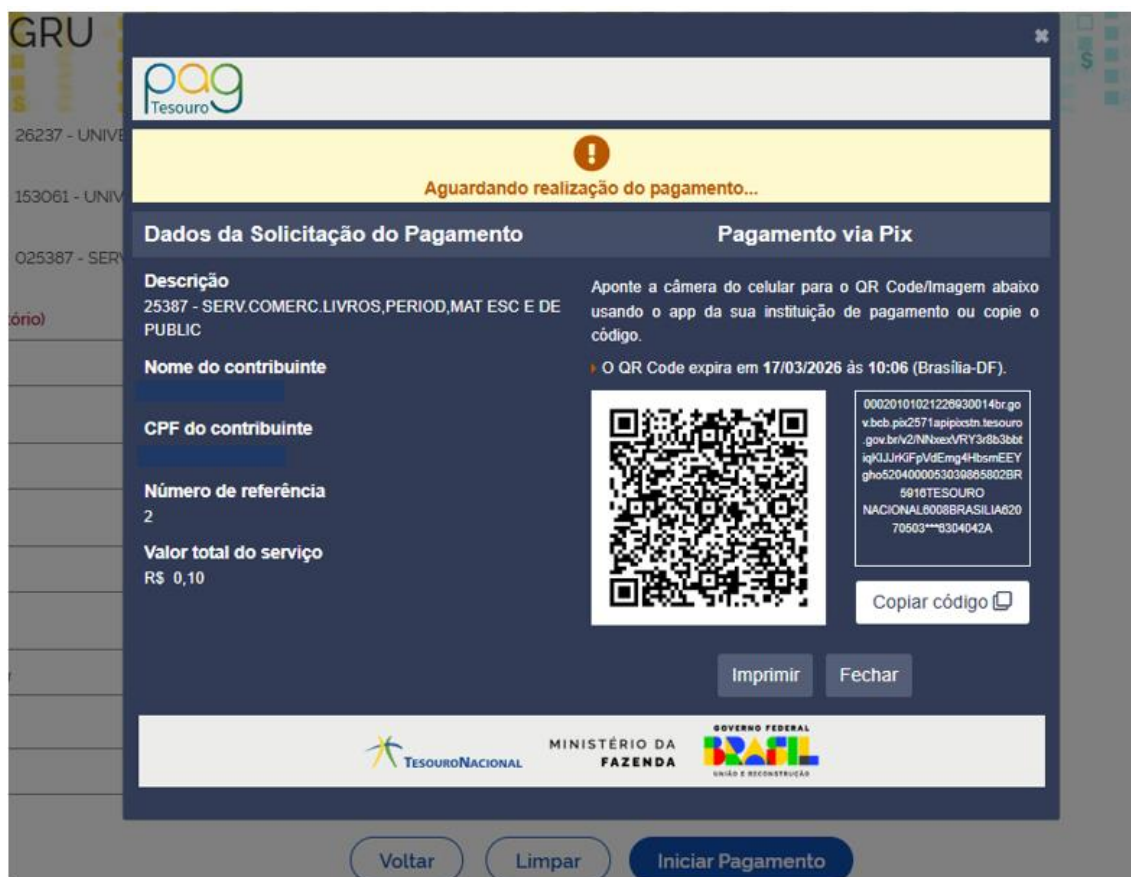 GRU
26237 - UNIVE
153061 - UNIV
025387 - SERV
tório)
pag
Tesouro
Aguardando realização do pagamento...
Dados da Solicitação do Pagamento
Descrição
25387 - SERV.COMERC.LIVROS,PERIOD,MAT ESC E DE
PUBLIC
Nome do contribuinte
CPF do contribuinte
Número de referência
2
Valor total do serviço
R$ 0,10
Pagamento via Pix
Aponte a câmera do celular para o QR Code/Imagem abaixo
usando o app da sua instituição de pagamento ou copie o
código.
O QR Code expira em 17/03/2026 às 10:06 (Brasília-DF).
00020101021226930014br.go
v.bcb.pix2571apipixstn.tesouro
.gov.br/v2/NNxexVRY3r8b3bbt
iqKIJJrKiFpVdEmg4HbsmEEY
gho5204000053039865802BR
5916TESOURO
NACIONAL6008BRASILIA620
70503***6304042A
Copiar código
Imprimir
Fechar
TESOURONACIONAL
MINISTÉRIO DA
FAZENDA
GOVERNO FEDERAL
BRASIL
UNIÃO E RECONSTRUÇÃO
Voltar
Limpar
Iniciar Pagamento